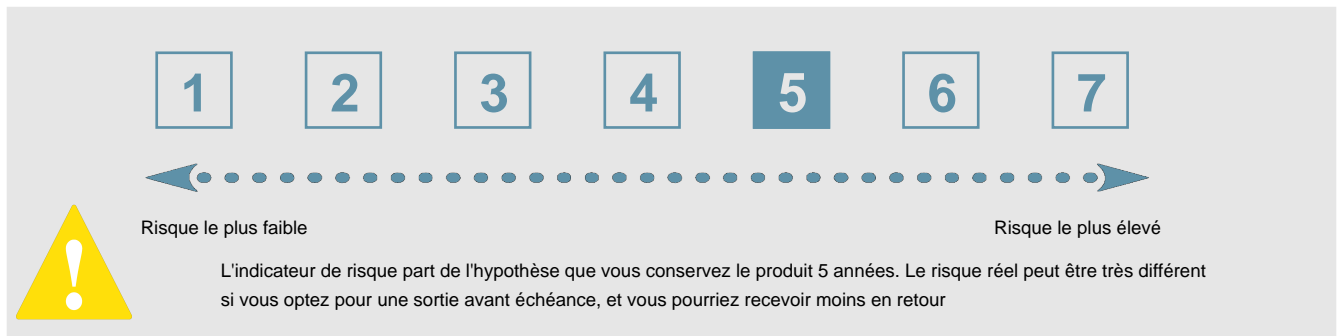 1 2 3 4 5 6 7
Risque le plus faible Risque le plus élevé
!
L'indicateur de risque part de l'hypothèse que vous conservez le produit 5 années. Le risque réel peut être très différent
si vous optez pour une sortie avant échéance, et vous pourriez recevoir moins en retour